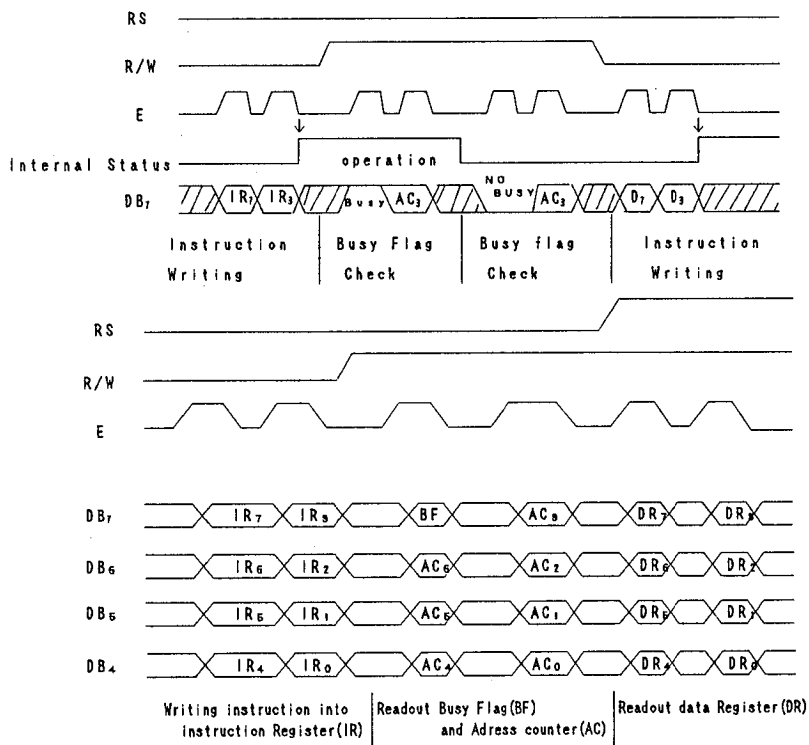 RS
R/W
E
Internal Status operation
DB₇ IR₇ IR₃ Busy AC₃ NO BUSY AC₃ D₇ D₃
Instruction Writing Busy Flag Check Busy flag Check Instruction Writing
RS
R/W
E
DB₇ IR₇ IR₃ BF AC₃ DR₇
DB₆ IR₆ IR₂ AC₆ AC₂ DR₆ DR₂
DB₅ IR₅ IR₁ AC₅ AC₁ DR₅ DR₁
DB₄ IR₄ IR₀ AC₄ AC₀ DR₄ DR₀
Writing instruction into instruction Register(IR) Readout Busy Flag(BF) and Adress counter(AC) Readout data Register(DR)